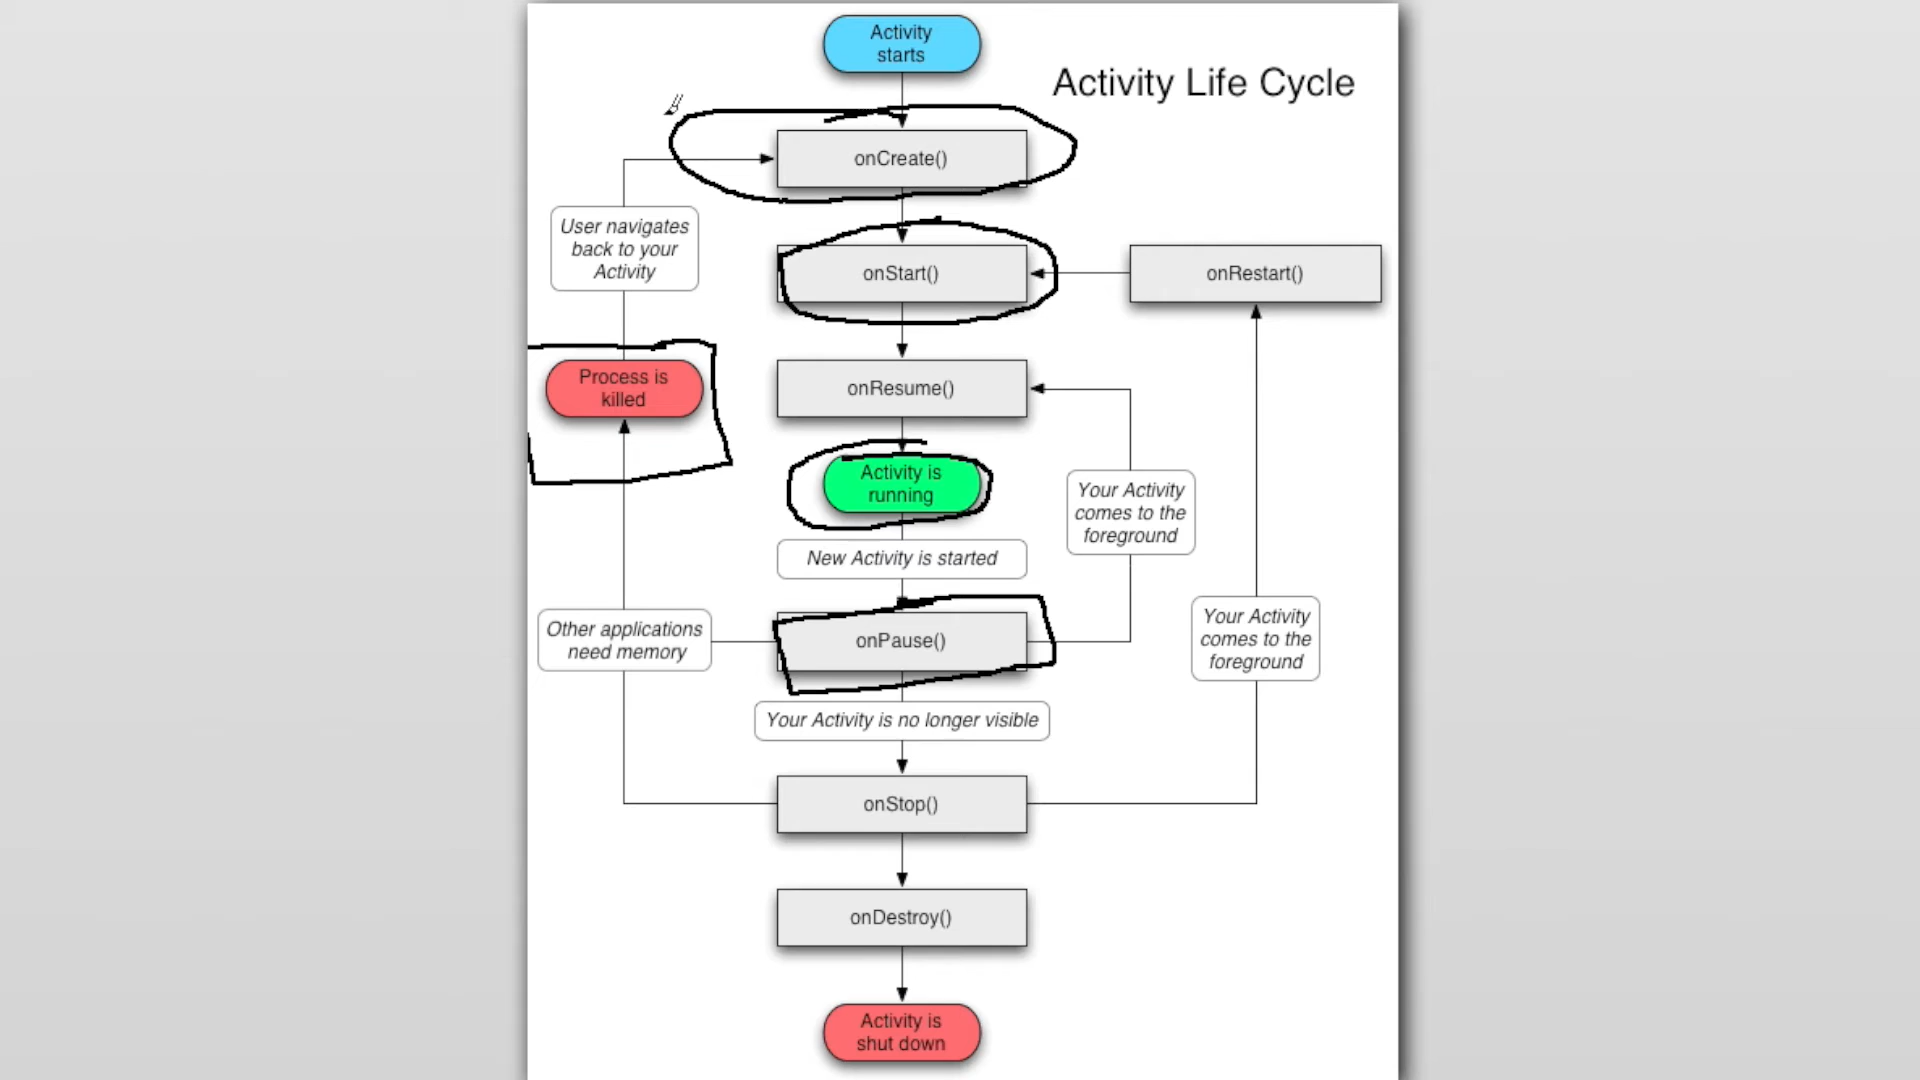 Activity
starts
Activity Life Cycle
onCreate()
User navigates
back to your
Activity
onStart()
onRestart()
Process is
killed
onResume()
Activity is
running
Your Activity
comes to the
foreground
New Activity is started
Other applications
need memory
onPause()
Your Activity
comes to the
foreground
Your Activity is no longer visible
onStop()
onDestroy()
Activity is
shut down